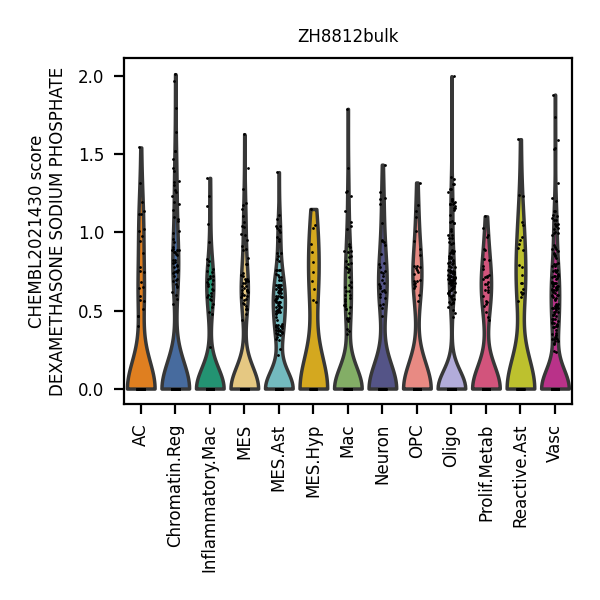 ZH8812bulk
CHEMBL2021430 score
DEXAMETHASONE SODIUM PHOSPHATE
2.0
1.5
1.0
0.5
0.0
AC
Chromatin.Reg
Inflammatory.Mac
MES
MES.Ast
MES.Hyp
Mac
Neuron
OPC
Oligo
Prolif.Metab
Reactive.Ast
Vasc